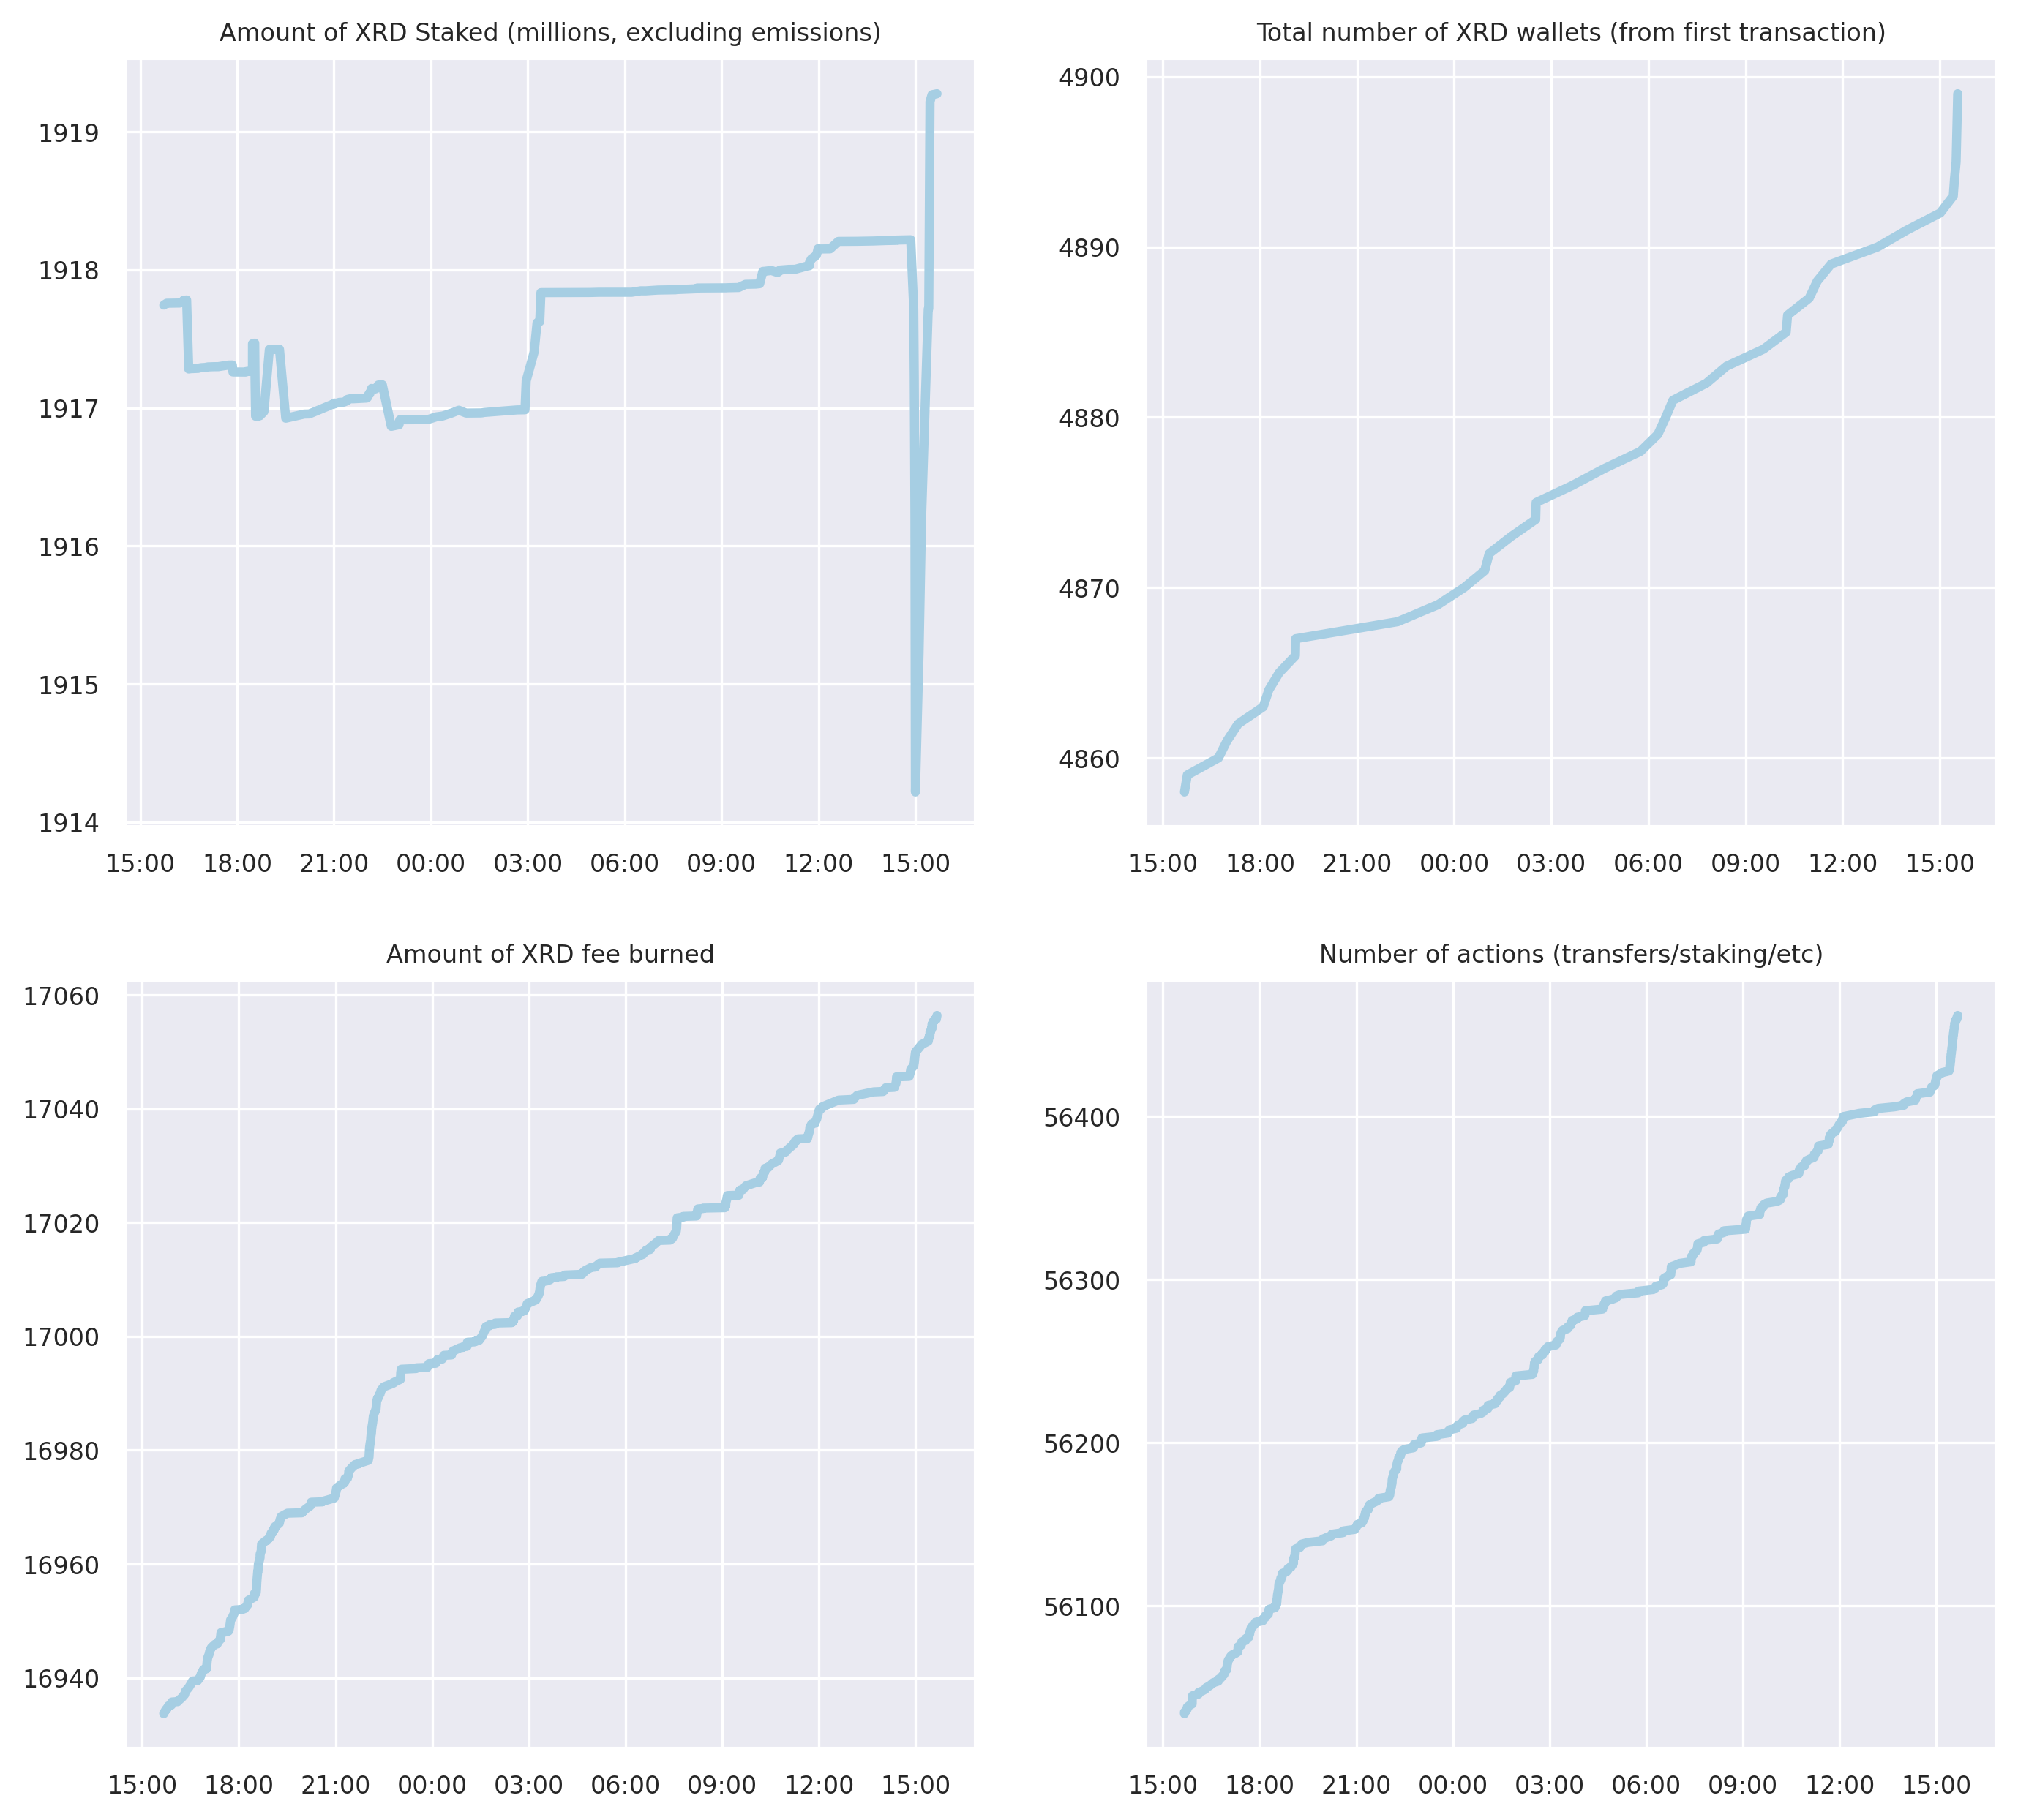 Amount of XRD Staked (millions, excluding emissions)
1919
1918
1917
1916
1915
1914
15:00 18:00 21:00 00:00 03:00 06:00 09:00 12:00 15:00
Total number of XRD wallets (from first transaction)
4900
4890
4880
4870
4860
15:00 18:00 21:00 00:00 03:00 06:00 09:00 12:00 15:00
Amount of XRD fee burned
17060
17040
17020
17000
16980
16960
16940
15:00 18:00 21:00 00:00 03:00 06:00 09:00 12:00 15:00
Number of actions (transfers/staking/etc)
56400
56300
56200
56100
15:00 18:00 21:00 00:00 03:00 06:00 09:00 12:00 15:00